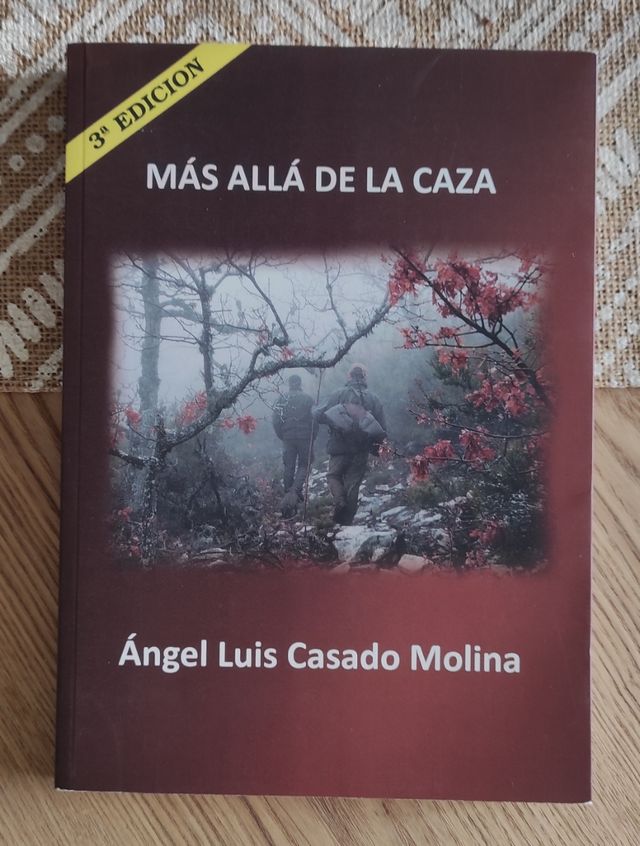 3ª EDICION
MÁS ALLÁ DE LA CAZA
Ángel Luis Casado Molina